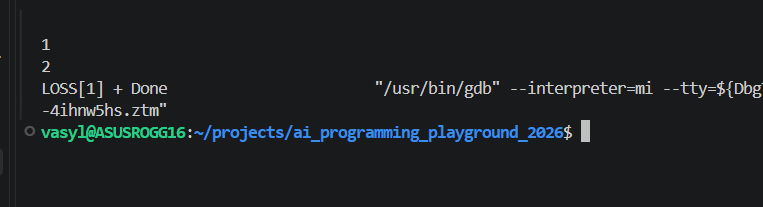 1
2
LOSS[1] + Done "/usr/bin/gdb" --interpreter=mi --tty=${Dbg
-4ihnw5hs.ztm"
vasyl@ASUSROGG16:~/projects/ai_programming_playground_2026$